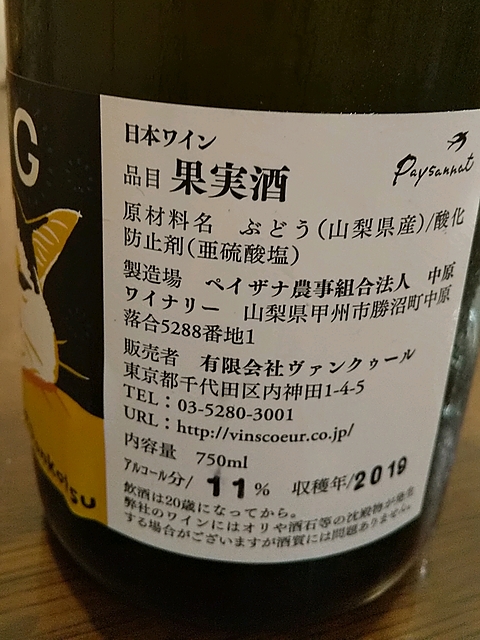 G
日本ワイン
Paysannat
品目 果実酒
原材料名 ぶどう(山梨県産)/酸化
防止剤(亜硫酸塩)
製造場 ペイザナ農事組合法人 中原
ワイナリー 山梨県甲州市勝沼町中原
落合5288番地1
販売者 有限会社ヴァンクゥール
東京都千代田区内神田1-4-5
TEL:03-5280-3001
URL:http://vinscoeur.co.jp/
内容量 750ml
アルコール分/ 11% 収穫年/2019
飲酒は20歳になってから。
弊社のワインにはオリや酒石等の沈殿物が発生
する場合がございますが酒質には問題ありません。